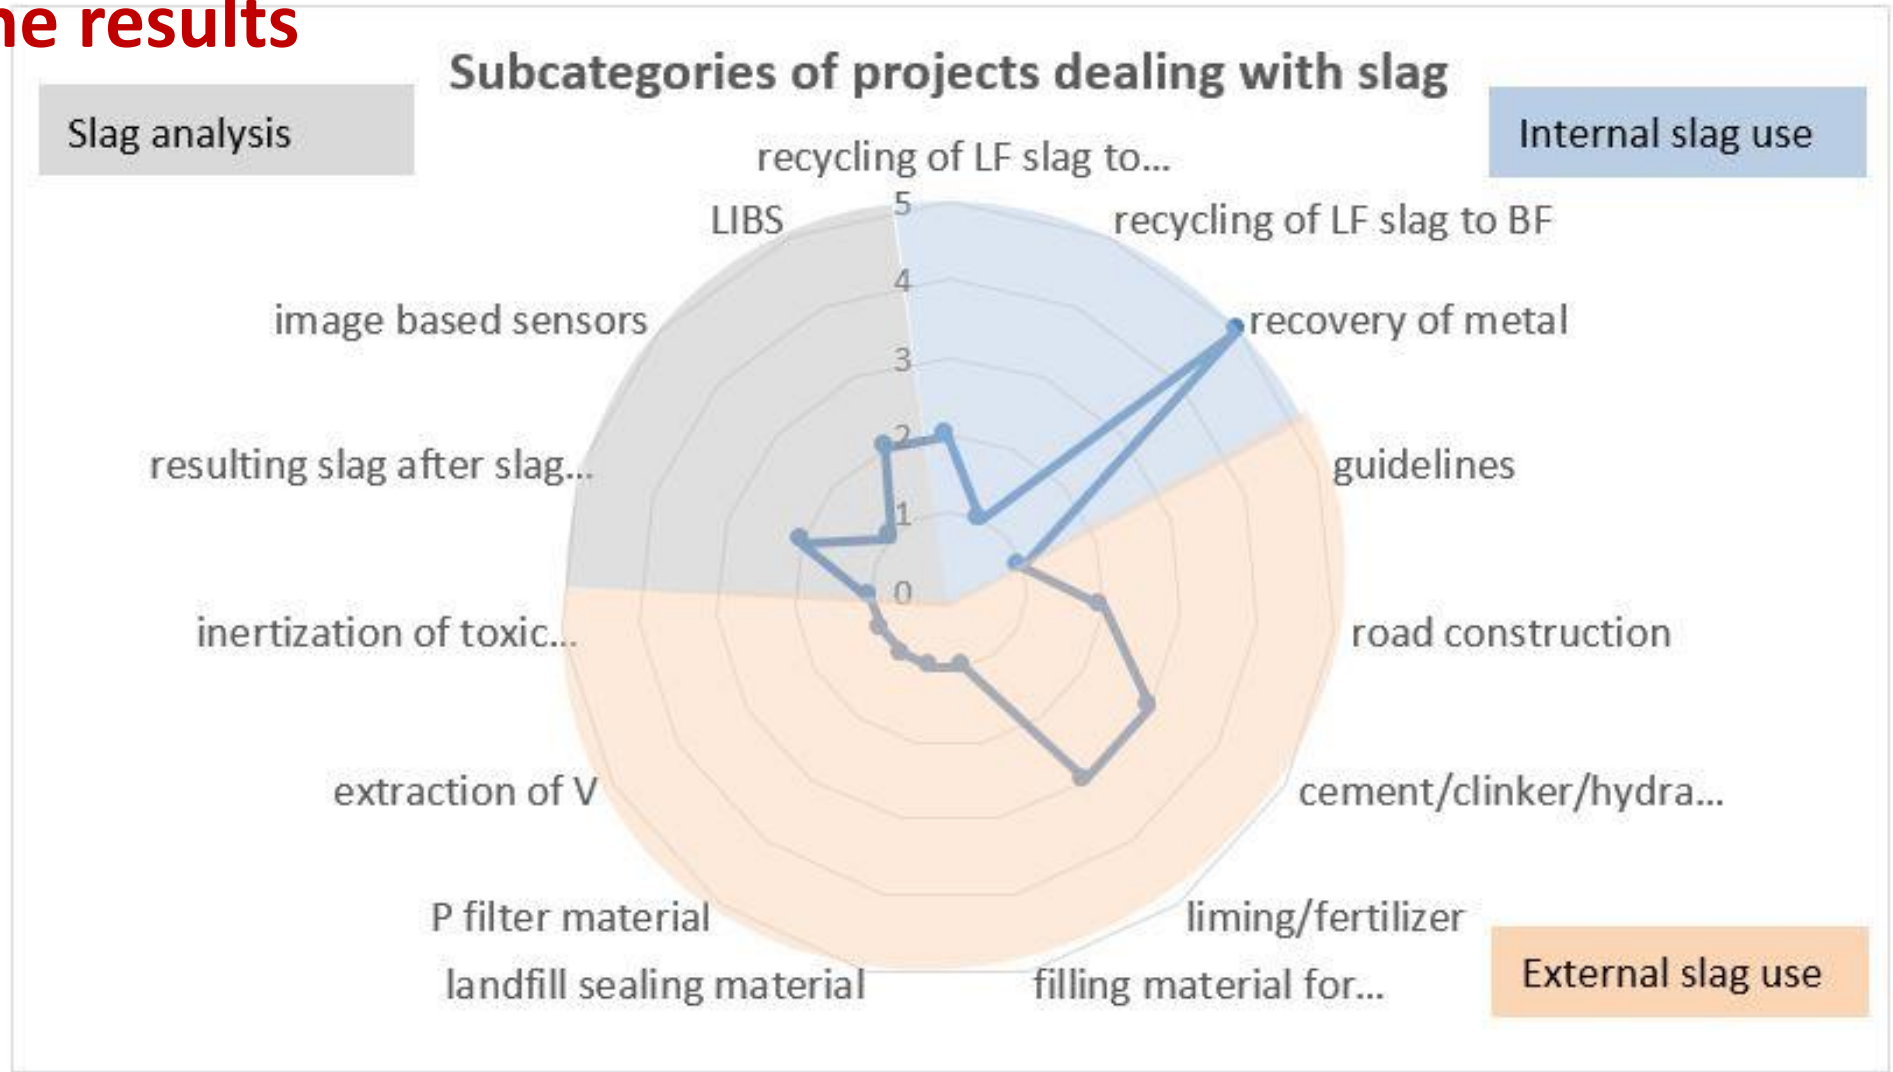 ne results
Subcategories of projects dealing with slag
Slag analysis
Internal slag use
recycling of LF slag to...
LIBS
5
recycling of LF slag to BF
4
image based sensors
recovery of metal
3
2
resulting slag after slag...
guidelines
1
0
inertization of toxic...
road construction
extraction of V
cement/clinker/hydra...
P filter material
liming/fertilizer
landfill sealing material
filling material for...
External slag use